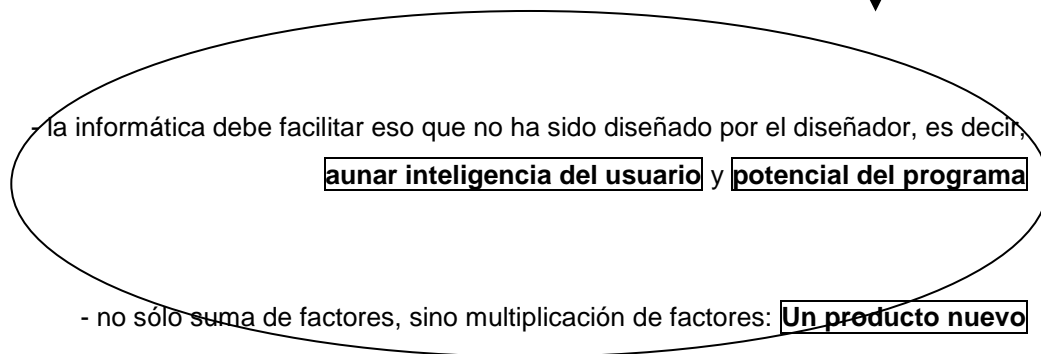 - la informática debe facilitar eso que no ha sido diseñado por el diseñador, es decir,
aunar inteligencia del usuario y potencial del programa
- no sólo suma de factores, sino multiplicación de factores: Un producto nuevo